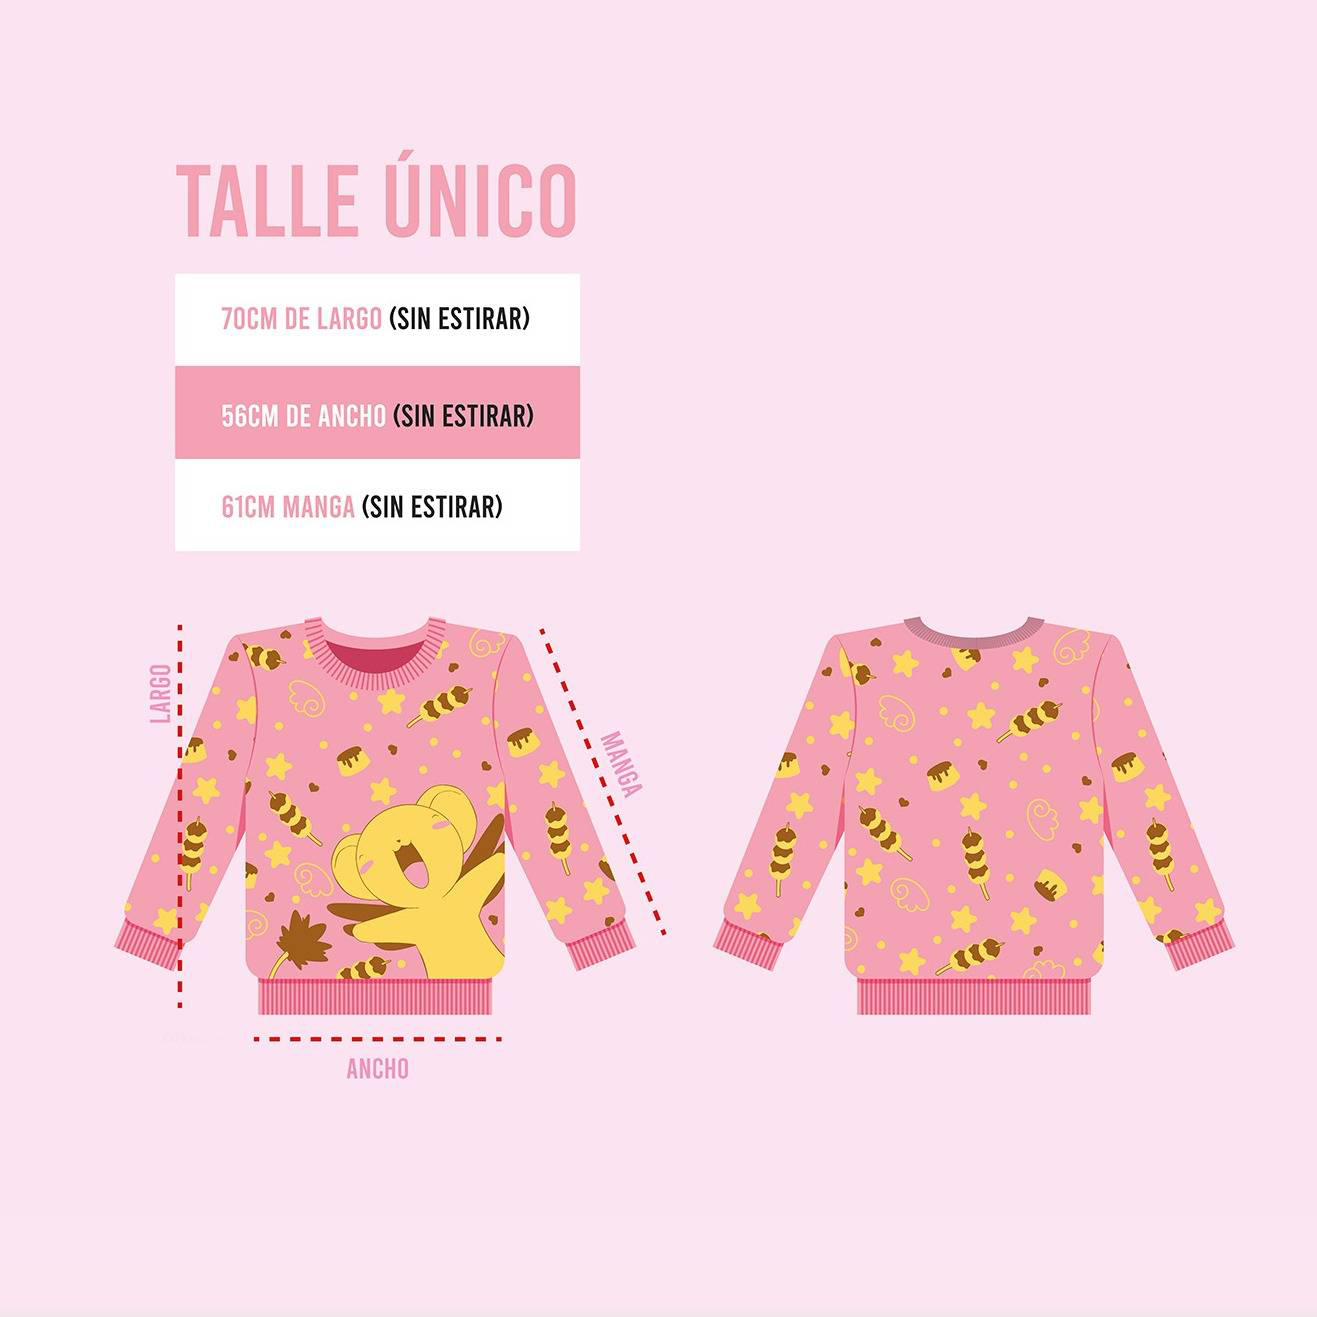 TALLE ÚNICO
70CM DE LARGO (SIN ESTIRAR)
56CM DE ANCHO (SIN ESTIRAR)
61CM MANGA (SIN ESTIRAR)
LARGO
MANGA
ANCHO